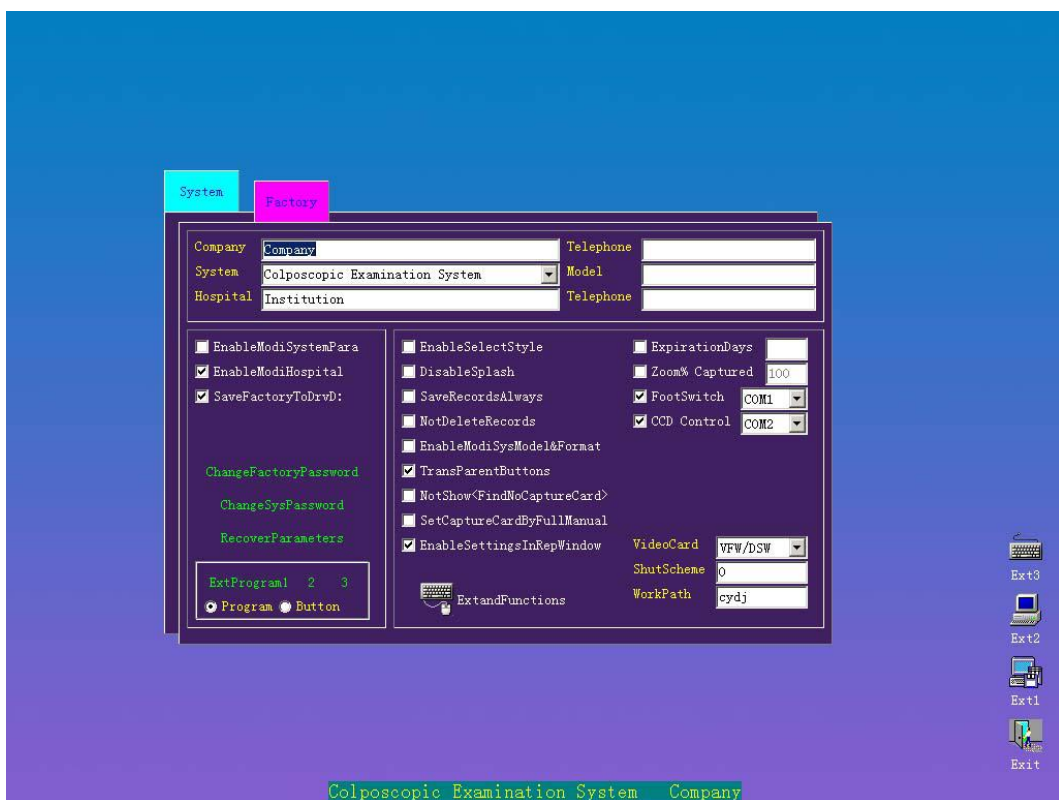 System
Factory
Company Company Telephone
System Colposcopic Examination System Model
Hospital Institution Telephone
EnableModiSystemPara
EnableModiHospital
SaveFactoryToDrvD:
ChangeFactoryPassword
ChangeSysPassword
RecoverParameters
ExtProgram1 2 3
Program Button
EnableSelectStyle
DisableSplash
SaveRecordsAlways
NotDeleteRecords
EnableModiSysModel&Format
TransParentButtons
NotShow<FindNoCaptureCard>
SetCaptureCardByFullManual
EnableSettingsInRepWindow
ExtandFunctions
ExpirationDays
Zoom% Captured 100
FootSwitch COM1
CCD Control COM2
VideoCard VFW/DSW
ShutScheme 0
WorkPath cydj
Ext3
Ext2
Ext1
Exit
Colposcopic Examination System Company